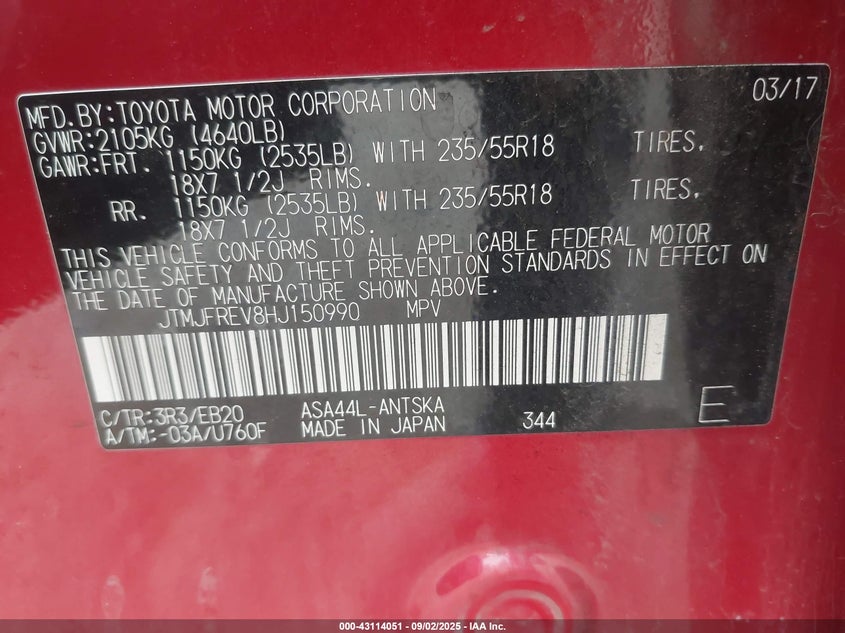 03/17
MFD.BY:TOYOTA MOTOR CORPORATION
GVWR:2105KG (4640LB)
GAWR:FRT. 1150KG (2535LB) WITH 235/55R18 TIRES,
18X7 1/2J RIMS.
RR. 1150KG (2535LB) WITH 235/55R18 TIRES,
18X7 1/2J RIMS.
THIS VEHICLE CONFORMS TO ALL APPLICABLE FEDERAL MOTOR
VEHICLE SAFETY AND THEFT PREVENTION STANDARDS IN EFFECT ON
THE DATE OF MANUFACTURE SHOWN ABOVE.
JTMJFREV8HJ150990 MPV
C/TR:3R3/EB20 ASA44L-ANTSKA
A/TM:-03A/U760F MADE IN JAPAN 344
E
000-43114051 - 09/02/2025 - IAA Inc.